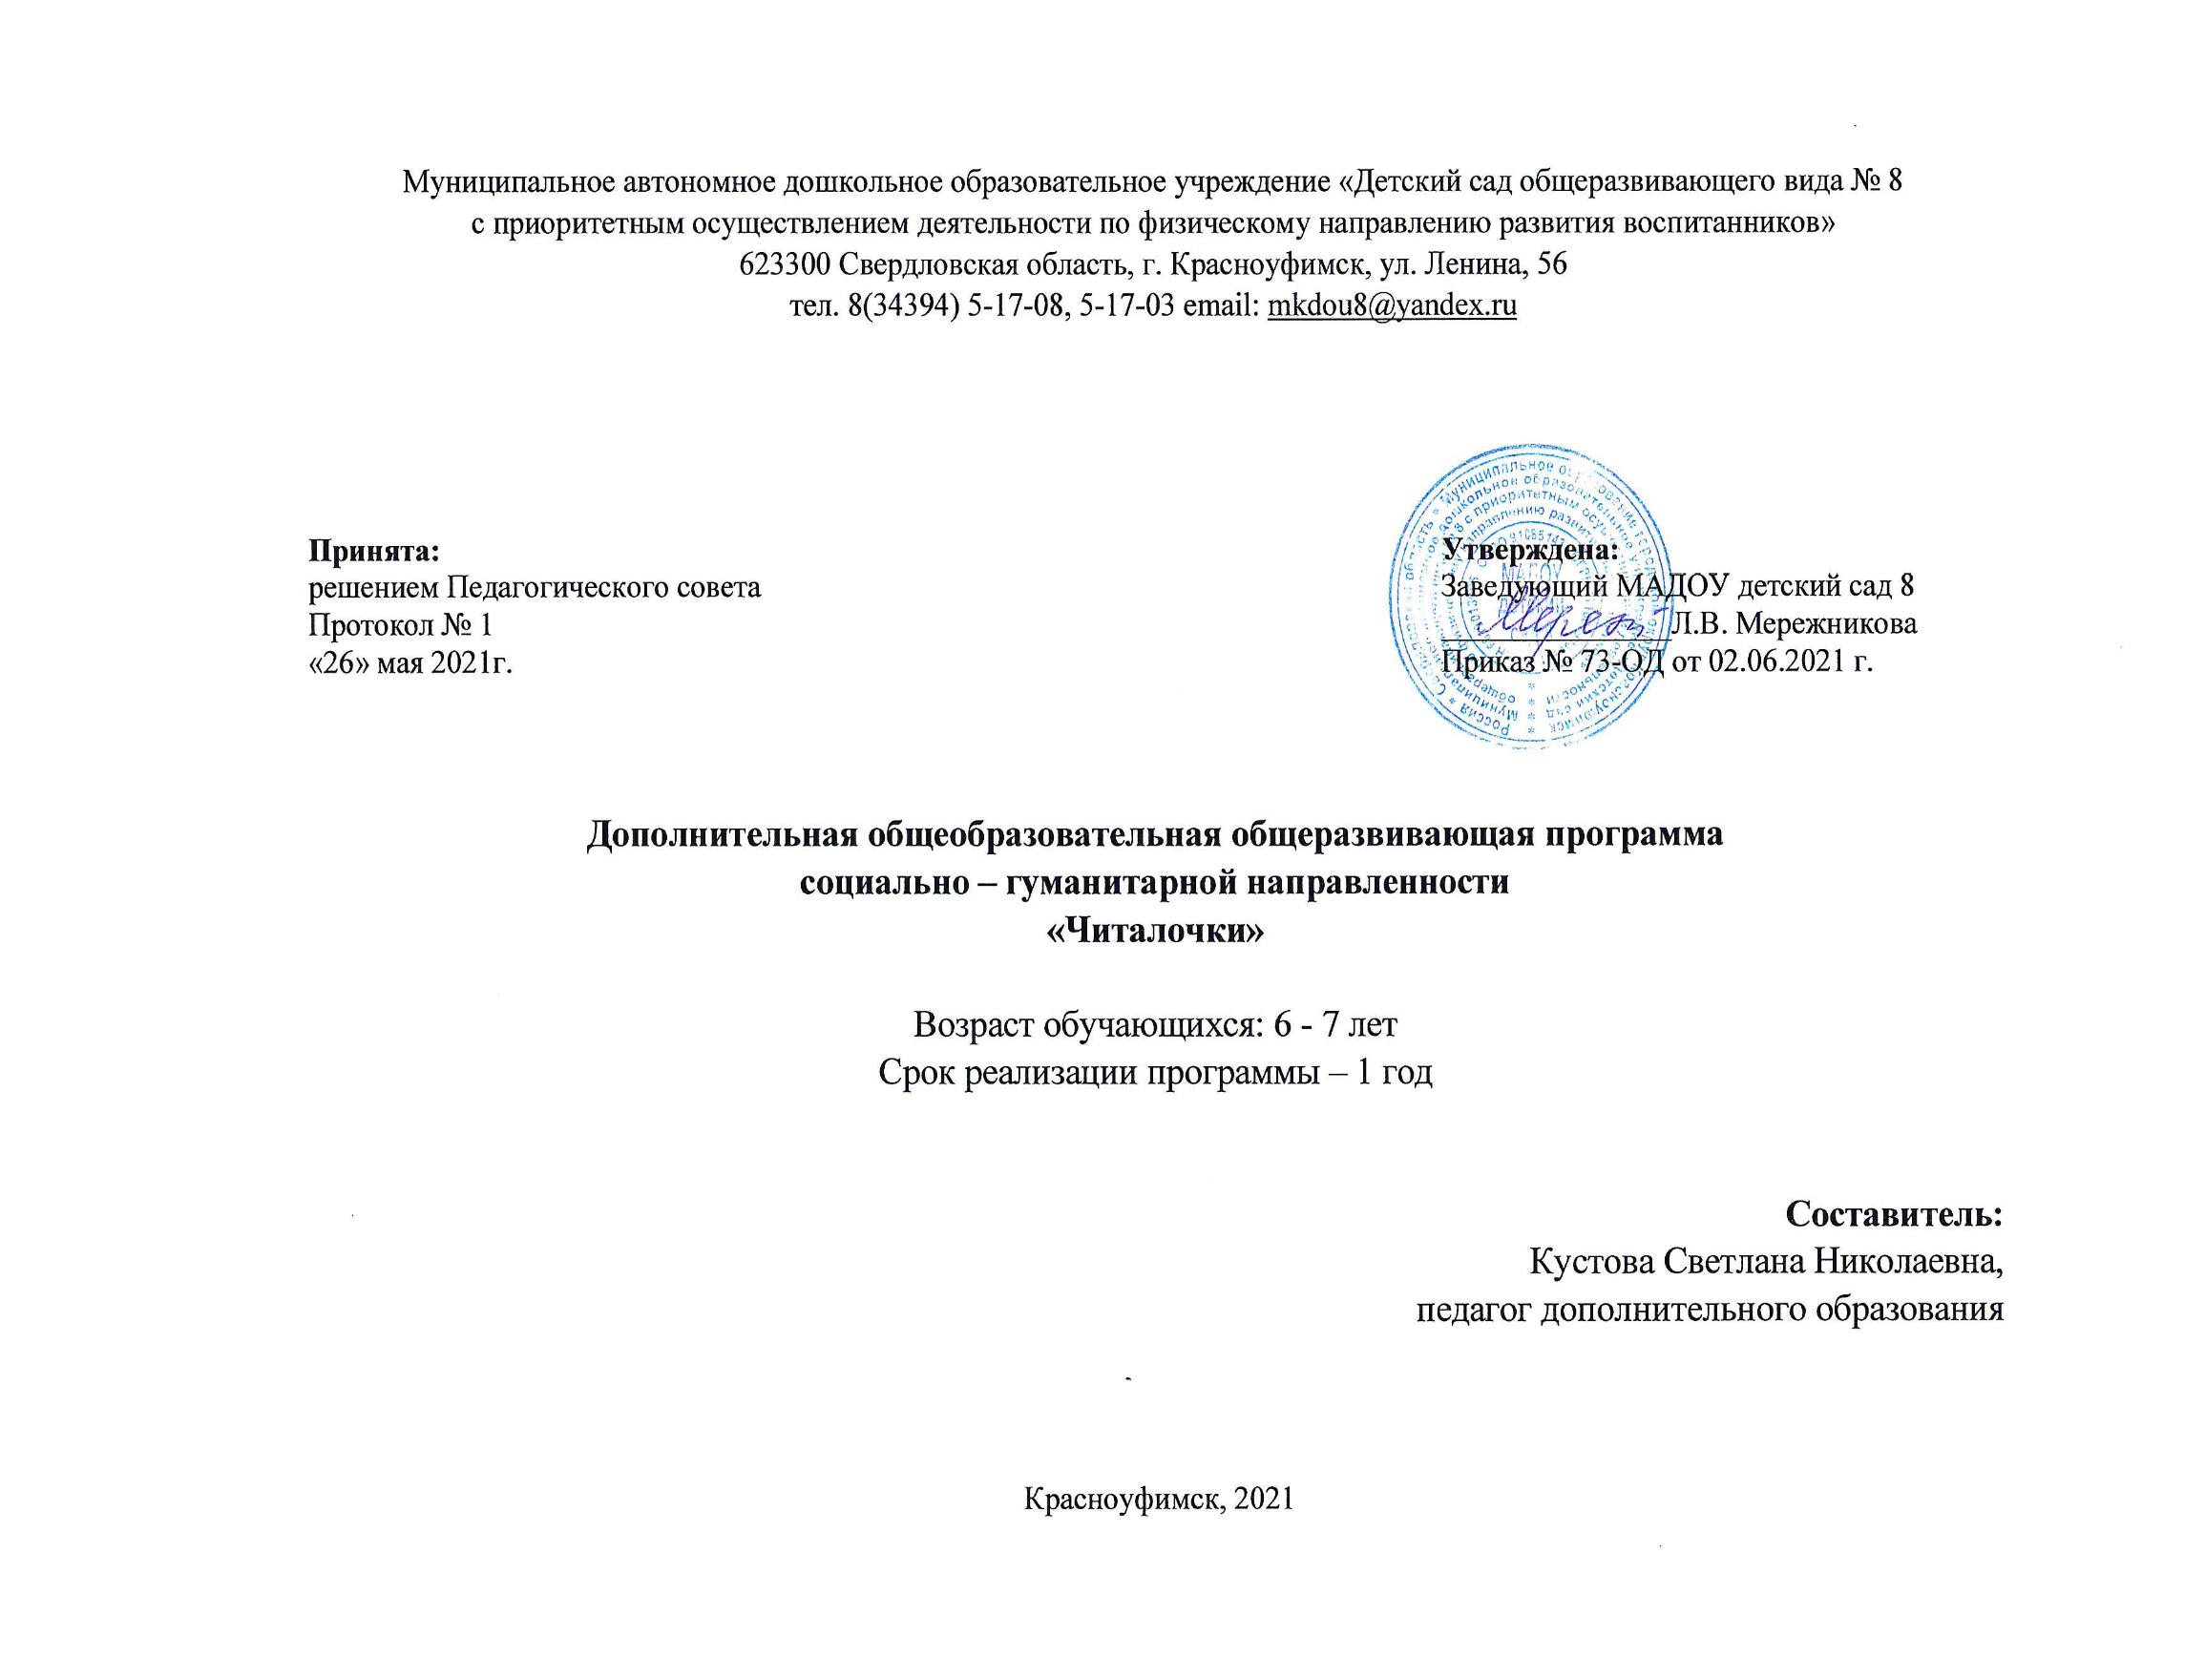 Муниципальное автономное дошкольное образовательное учреждение «Детский сад общеразвивающего вида № 8
с приоритетным осуществлением деятельности по физическому направлению развития воспитанников»
623300 Свердловская область, г. Красноуфимск, ул. Ленина, 56
тел. 8(34394) 5-17-08, 5-17-03 email: mkdou8@yandex.ru
Принята:
решением Педагогического совета
Протокол № 1
«26» мая 2021г.
Утверждена:
Заведующий МАДОУ детский сад 8
Л.В. Мережникова
Приказ № 73-ОД от 02.06.2021 г.
Дополнительная общеобразовательная общеразвивающая программа
социально – гуманитарной направленности
«Читалочки»
Возраст обучающихся: 6 - 7 лет
Срок реализации программы – 1 год
Составитель:
Кустова Светлана Николаевна,
педагог дополнительного образования
Красноуфимск, 2021